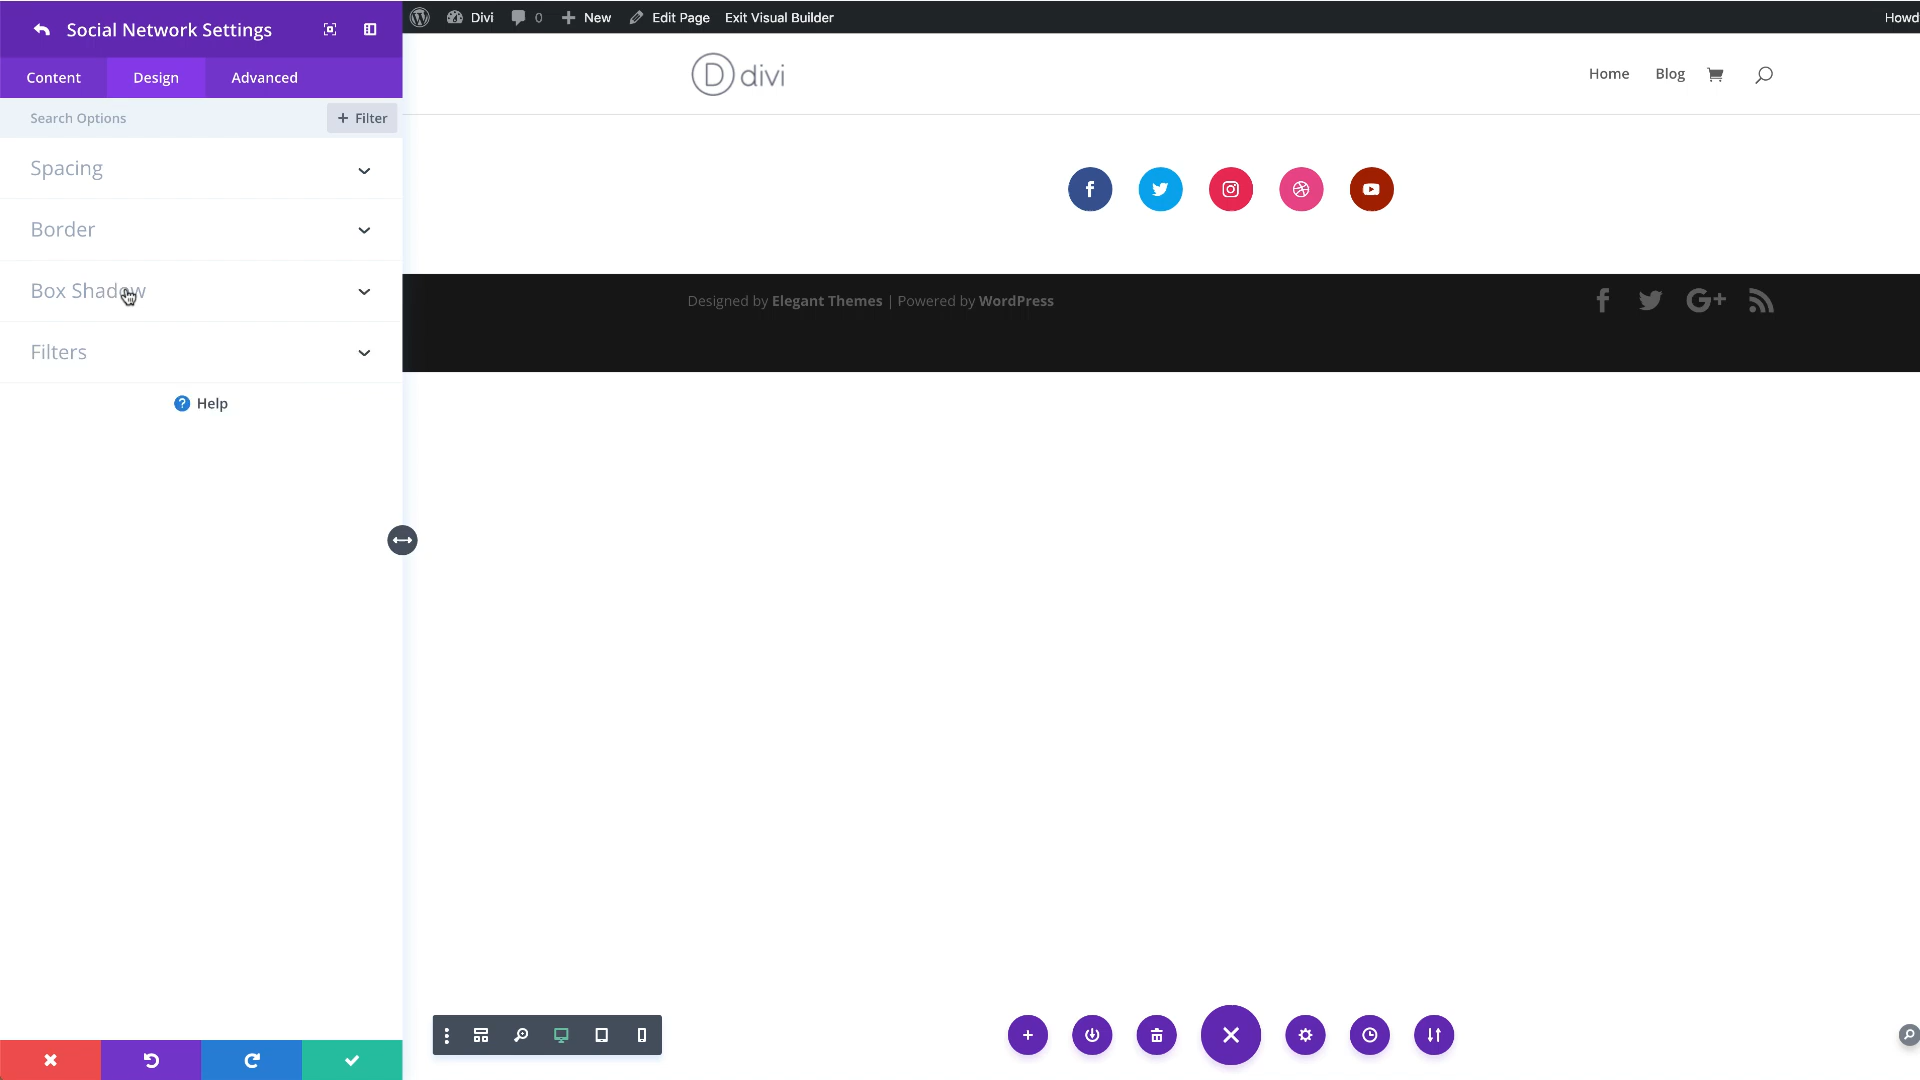 Social Network Settings
Divi 0 New Edit Page Exit Visual Builder
Howd
Content Design Advanced
Search Options + Filter
D divi
Home Blog
Spacing
Border
Box Shadow
Filters
Help
Designed by Elegant Themes | Powered by WordPress
G+